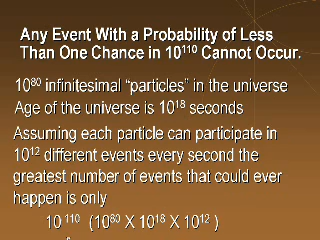 Any Event With a Probability of Less
Than One Chance in 10¹¹⁰ Cannot Occur.
10⁸⁰ infinitesimal “particles” in the universe
Age of the universe is 10¹⁸ seconds
Assuming each particle can participate in
10¹² different events every second the
greatest number of events that could ever
happen is only
10 ¹¹⁰ (10⁸⁰ X 10¹⁸ X 10¹² )